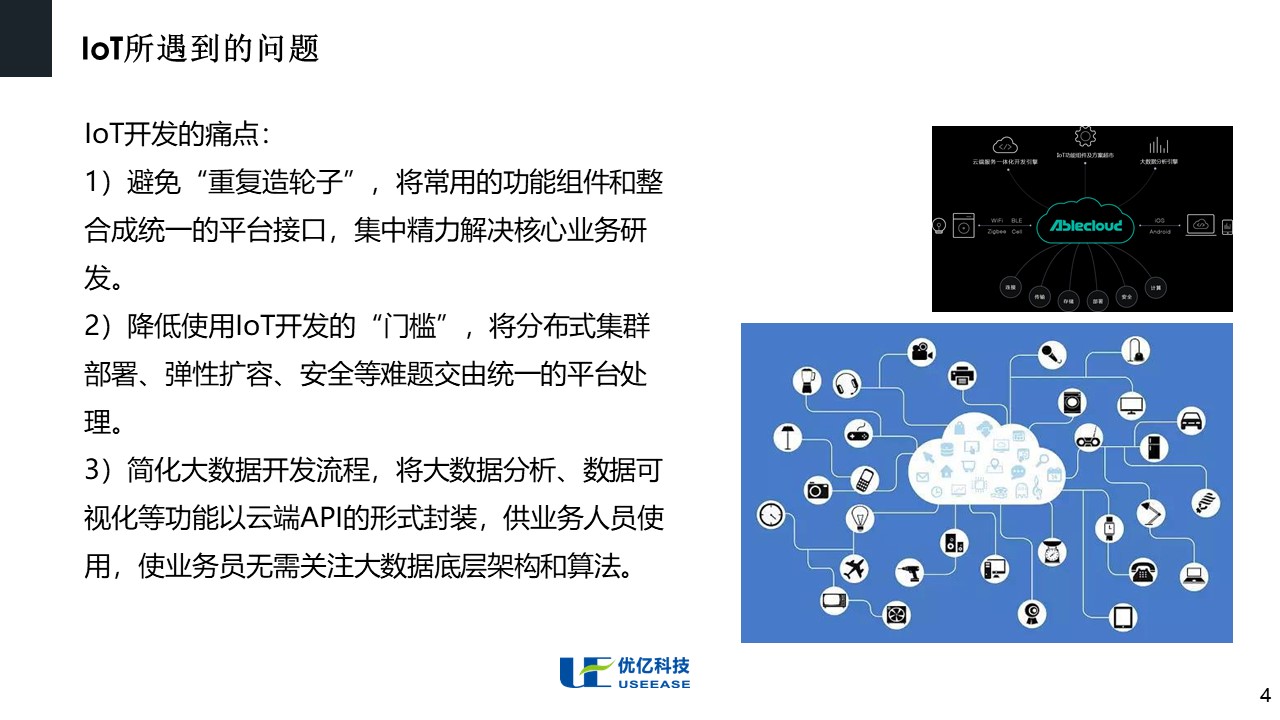 IoT所遇到的问题
IoT开发的痛点：
1）避免“重复造轮子”，将常用的功能组件和整
合成统一的平台接口，集中精力解决核心业务研
发。
2）降低使用IoT开发的“门槛”，将分布式集群
部署、弹性扩容、安全等难题交由统一的平台处
理。
3）简化大数据开发流程，将大数据分析、数据可
视化等功能以云端API的形式封装，供业务人员使
用，使业务员无需关注大数据底层架构和算法。
云端服务一体化开发引擎
IoT功能组件及方案超市
大数据分析引擎
WiFi BLE
Zigbee Cell
Ablecloud
iOS
Android
连接
传输
存储
部署
安全
计算
优亿科技
USEEASE
4